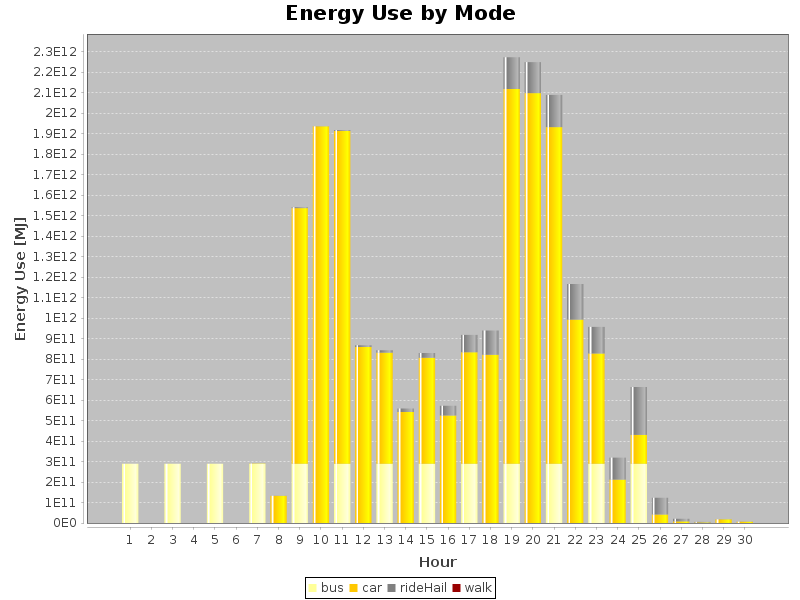 Energy Use by Mode
Energy Use [MJ]
2.3E12
2.2E12
2.1E12
2E12
1.9E12
1.8E12
1.7E12
1.6E12
1.5E12
1.4E12
1.3E12
1.2E12
1.1E12
1E12
9E11
8E11
7E11
6E11
5E11
4E11
3E11
2E11
1E11
0E0
1 2 3 4 5 6 7 8 9 10 11 12 13 14 15 16 17 18 19 20 21 22 23 24 25 26 27 28 29 30
Hour
bus car rideHail walk